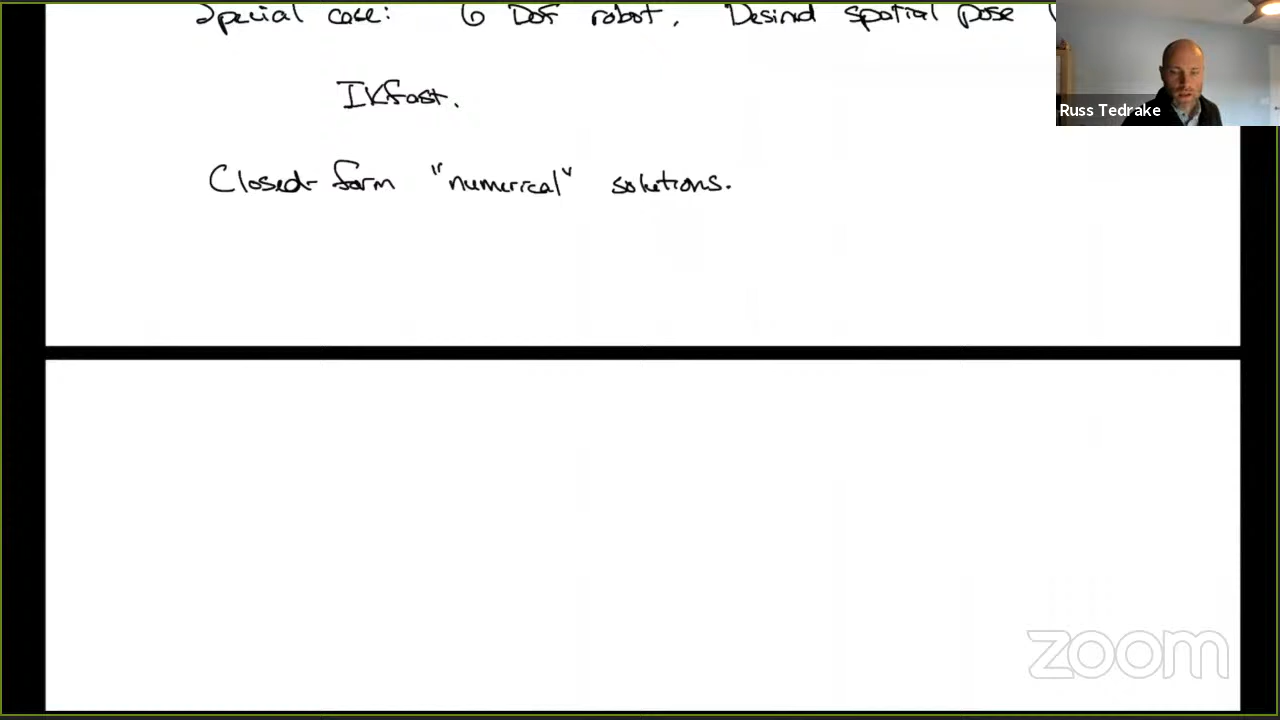 Special case: 6 DOF robot. Desired spatial pose
IKfast.
Closed-form "numerical" solutions.
Russ Tedrake
zoom